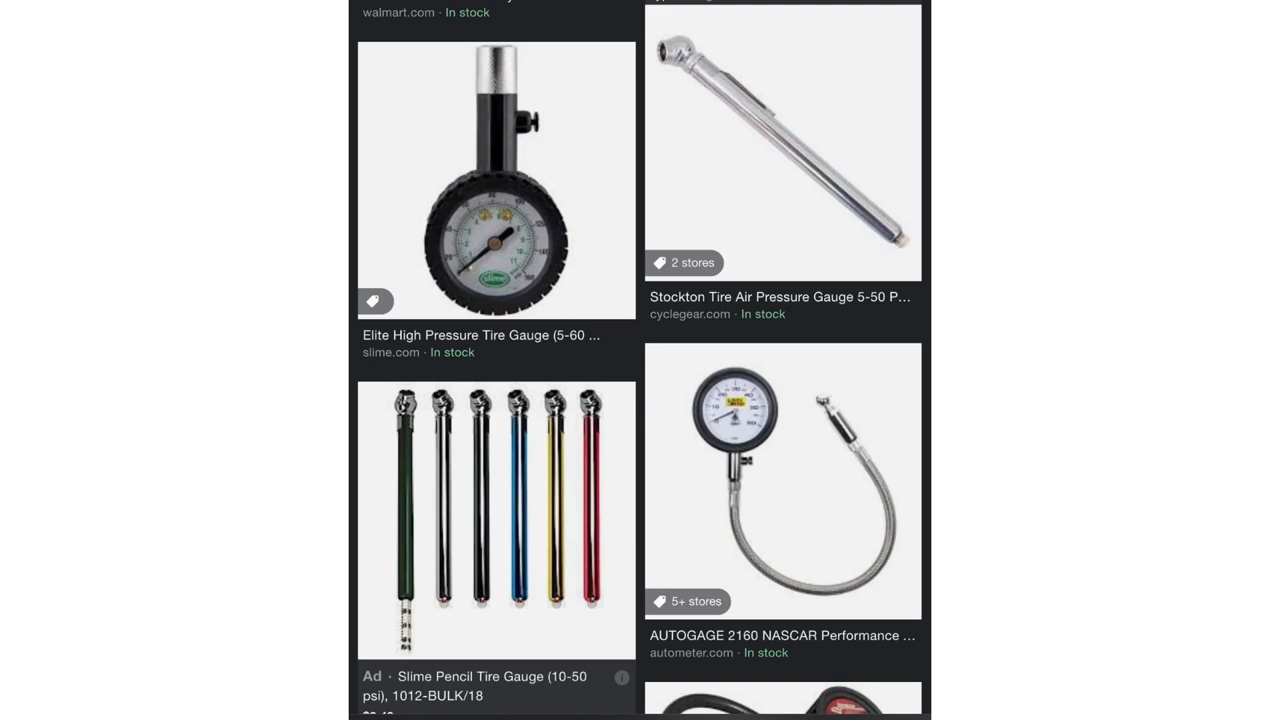 walmart.com · In stock
Elite High Pressure Tire Gauge (5-60 ...
slime.com · In stock
slime
Ad · Slime Pencil Tire Gauge (10-50
psi), 1012-BULK/18
2 stores
Stockton Tire Air Pressure Gauge 5-50 P...
cyclegear.com · In stock
5+ stores
AUTOGAGE 2160 NASCAR Performance ...
autometer.com · In stock